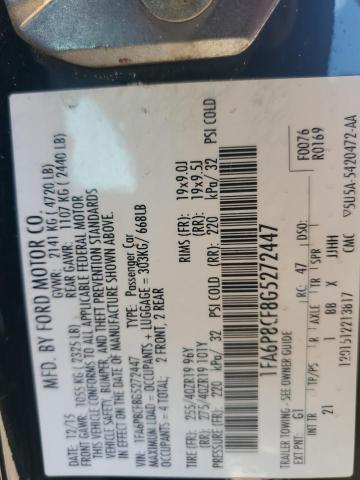 MFD. BY FORD MOTOR CO.
12/15 GVWR: 2141 KG ( 4720 LB)
FRONT GAWR: 1055 KG ( 2325 LB) REAR GAWR: 1107 KG ( 2440 LB)
THIS VEHICLE CONFORMS TO ALL APPLICABLE FEDERAL MOTOR
VEHICLE SAFETY, BUMPER, AND THEFT PREVENTION STANDARDS
IN EFFECT ON THE DATE OF MANUFACTURE SHOWN ABOVE.
VIN: 1FA6P8CF8G5272447 TYPE: Passenger Car
MAXIMUM LOAD= OCCUPANTS + LUGGAGE = 303KG/ 668LB
OCCUPANTS = 4 TOTAL: 2 FRONT, 2 REAR
TIRES: FR: 255/40ZR19 96Y RIMS (FR): 19x9.0J
RR: 275/40ZR19 101Y (RR): 19x9.5J
PRESSURE: FR: 220 kPa/ 32 PSI COLD RR: 220 kPa/ 32 PSI COLD
1FA6P8CF8G5272447
F0076
R0169
TRAILER TOWING - SEE OWNER GUIDE
EXT PNT: G1 RC: 47 DSO:
INT TR TP/PS R AXLE TR SPR
21 I BB X JJHH
1201512213817 CMC
▽5U5A-5420472-AA